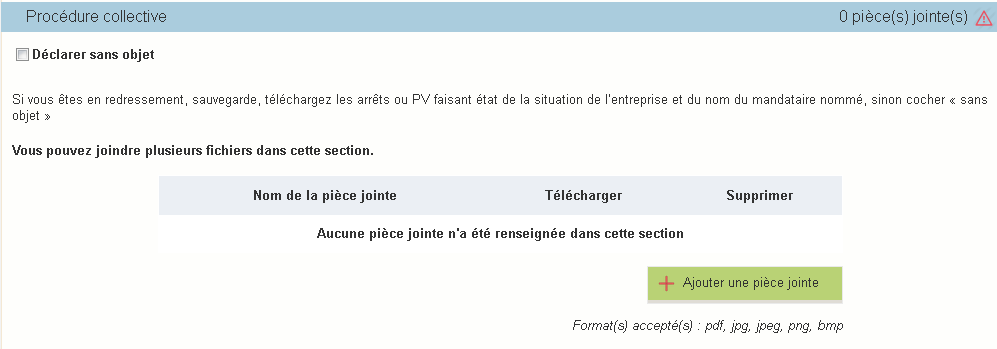 Procédure collective 0 pièce(s) jointe(s)
Déclarer sans objet
Si vous êtes en redressement, sauvegarde, téléchargez les arrêts ou PV faisant état de la situation de l'entreprise et du nom du mandataire nommé, sinon cocher « sans
objet »
Vous pouvez joindre plusieurs fichiers dans cette section.
Nom de la pièce jointe Télécharger Supprimer
Aucune pièce jointe n'a été renseignée dans cette section
Ajouter une pièce jointe
Format(s) accepté(s) : pdf, jpg, jpeg, png, bmp